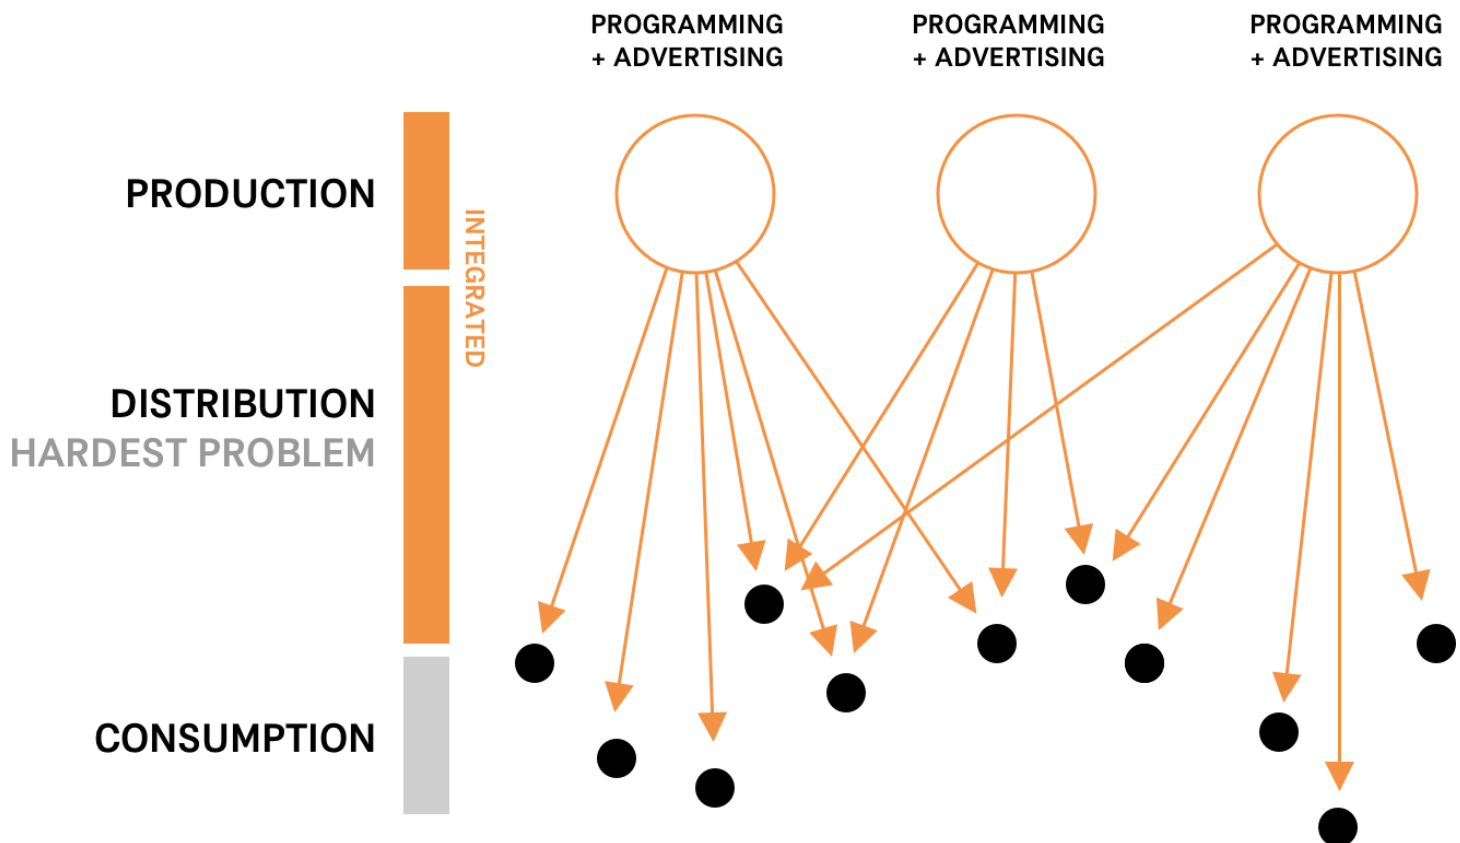 PROGRAMMING
+ ADVERTISING
PROGRAMMING
+ ADVERTISING
PROGRAMMING
+ ADVERTISING
PRODUCTION
INTEGRATED
DISTRIBUTION
HARDEST PROBLEM
CONSUMPTION